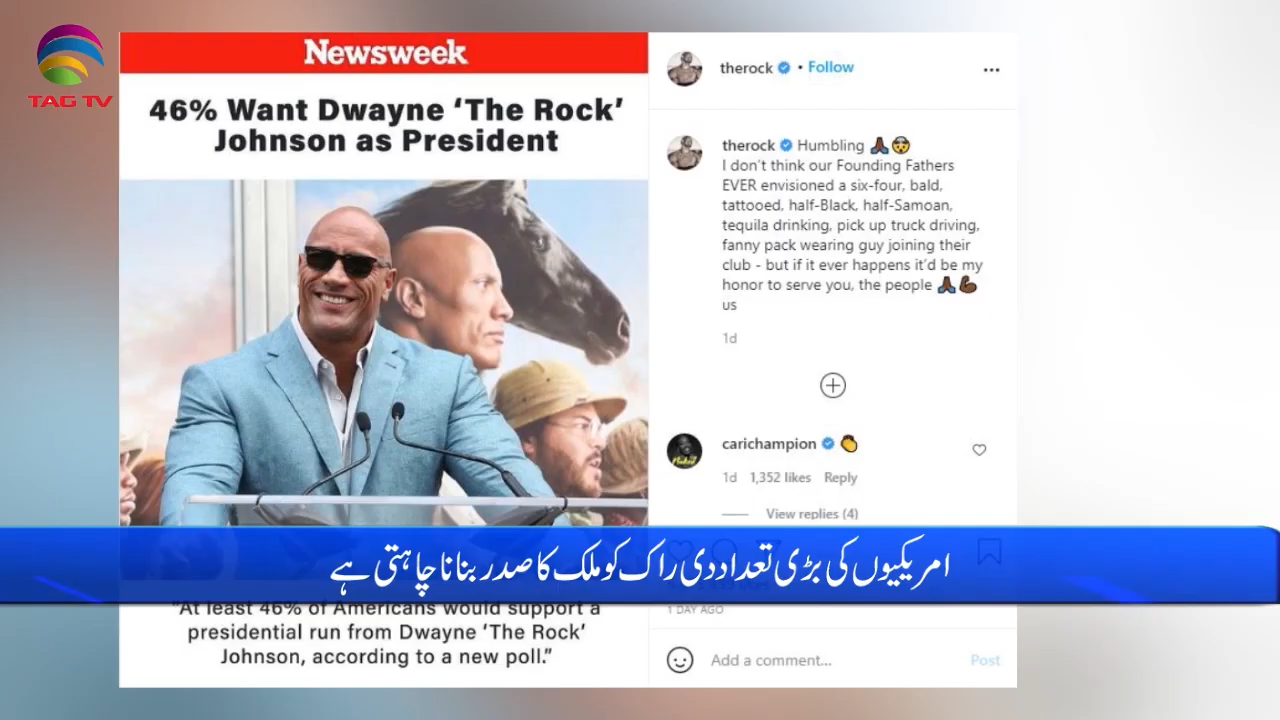 TAG TV
Newsweek
46% Want Dwayne ‘The Rock’
Johnson as President
therock • Follow
therock Humbling 🙏🏿🤯
I don't think our Founding Fathers
EVER envisioned a six-four, bald,
tattooed, half-Black, half-Samoan,
tequila drinking, pick up truck driving,
fanny pack wearing guy joining their
club - but if it ever happens it'd be my
honor to serve you, the people 🙏🏿💪🏿
us
1d
carichampion 👏
1d 1,352 likes Reply
View replies (4)
امریکیوں کی بڑی تعداد دی راک کو ملک کا صدر بنانا چاہتی ہے
“At least 46% of Americans would support a
presidential run from Dwayne ‘The Rock’
Johnson, according to a new poll.”
1 DAY AGO
Add a comment... Post